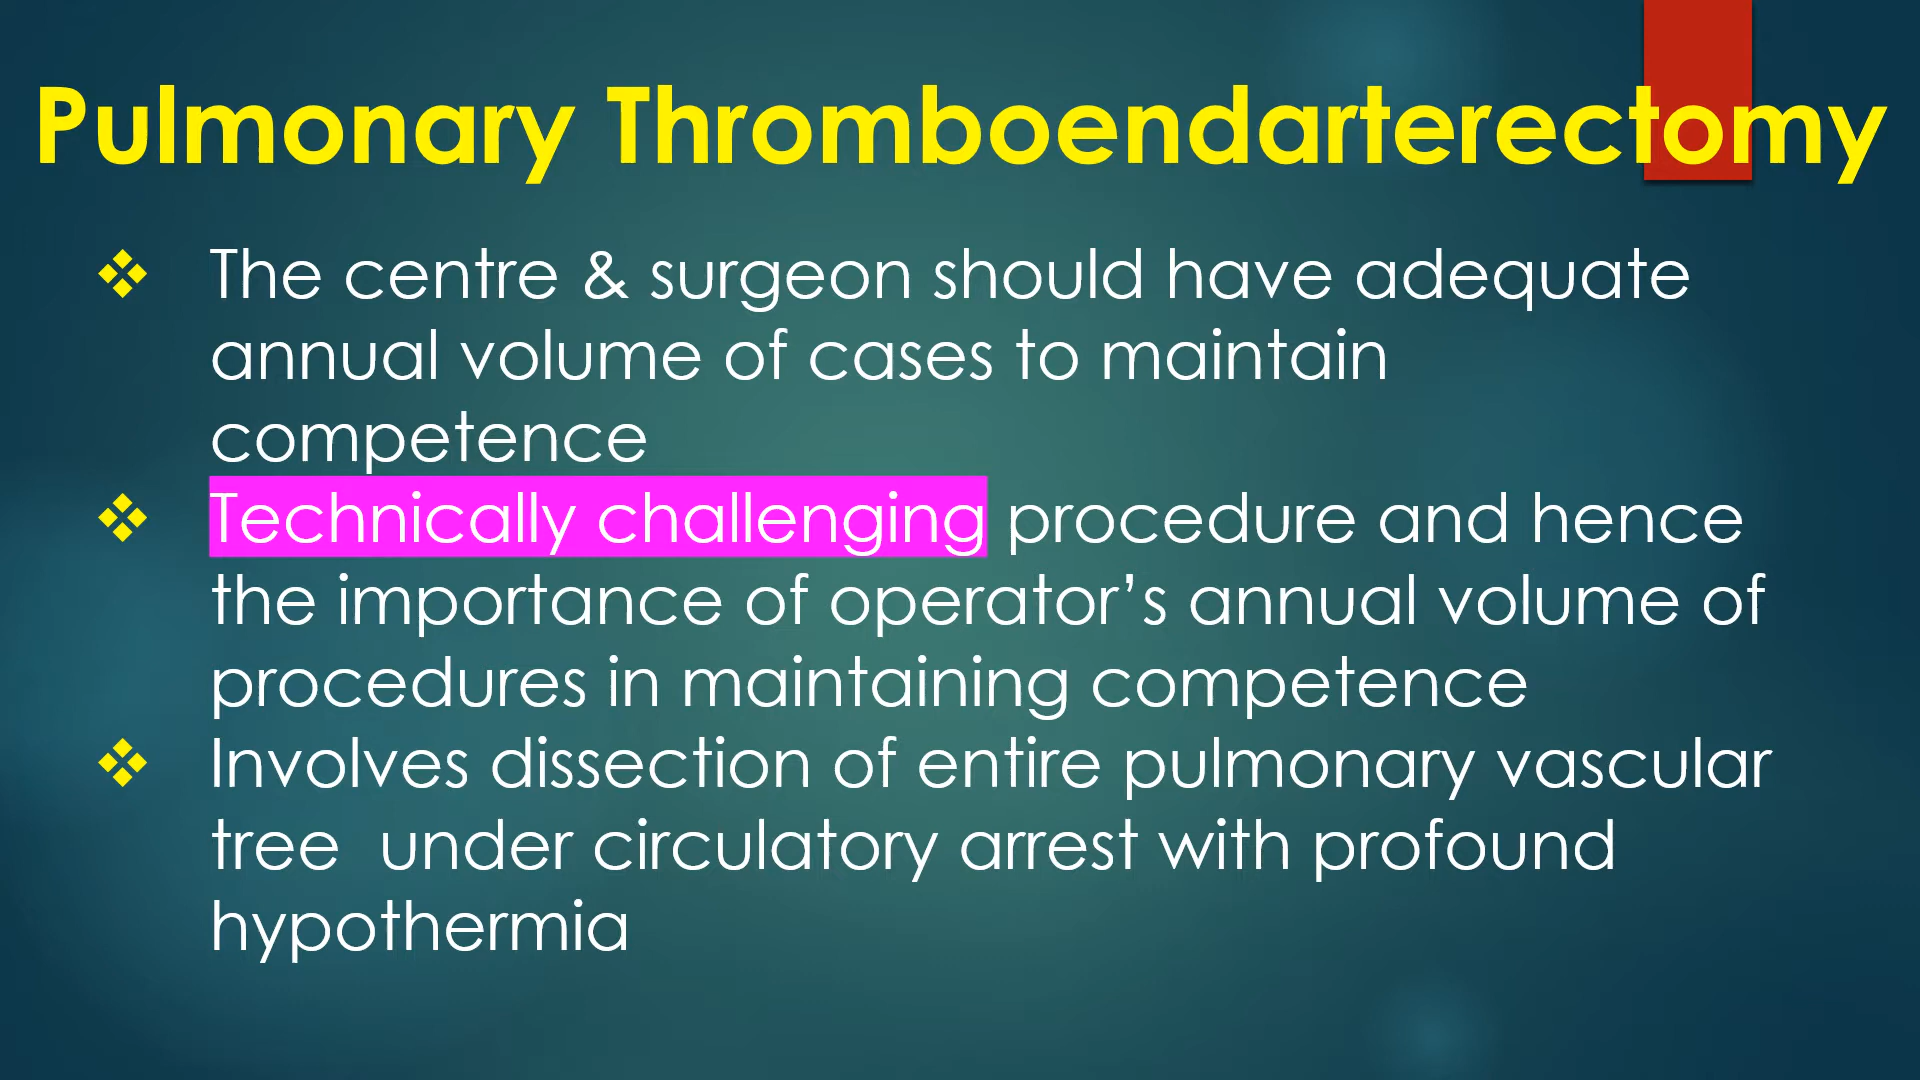 Pulmonary Thromboendarterectomy
❖ The centre & surgeon should have adequate
annual volume of cases to maintain
competence
❖ Technically challenging procedure and hence
the importance of operator’s annual volume of
procedures in maintaining competence
❖ Involves dissection of entire pulmonary vascular
tree  under circulatory arrest with profound
hypothermia